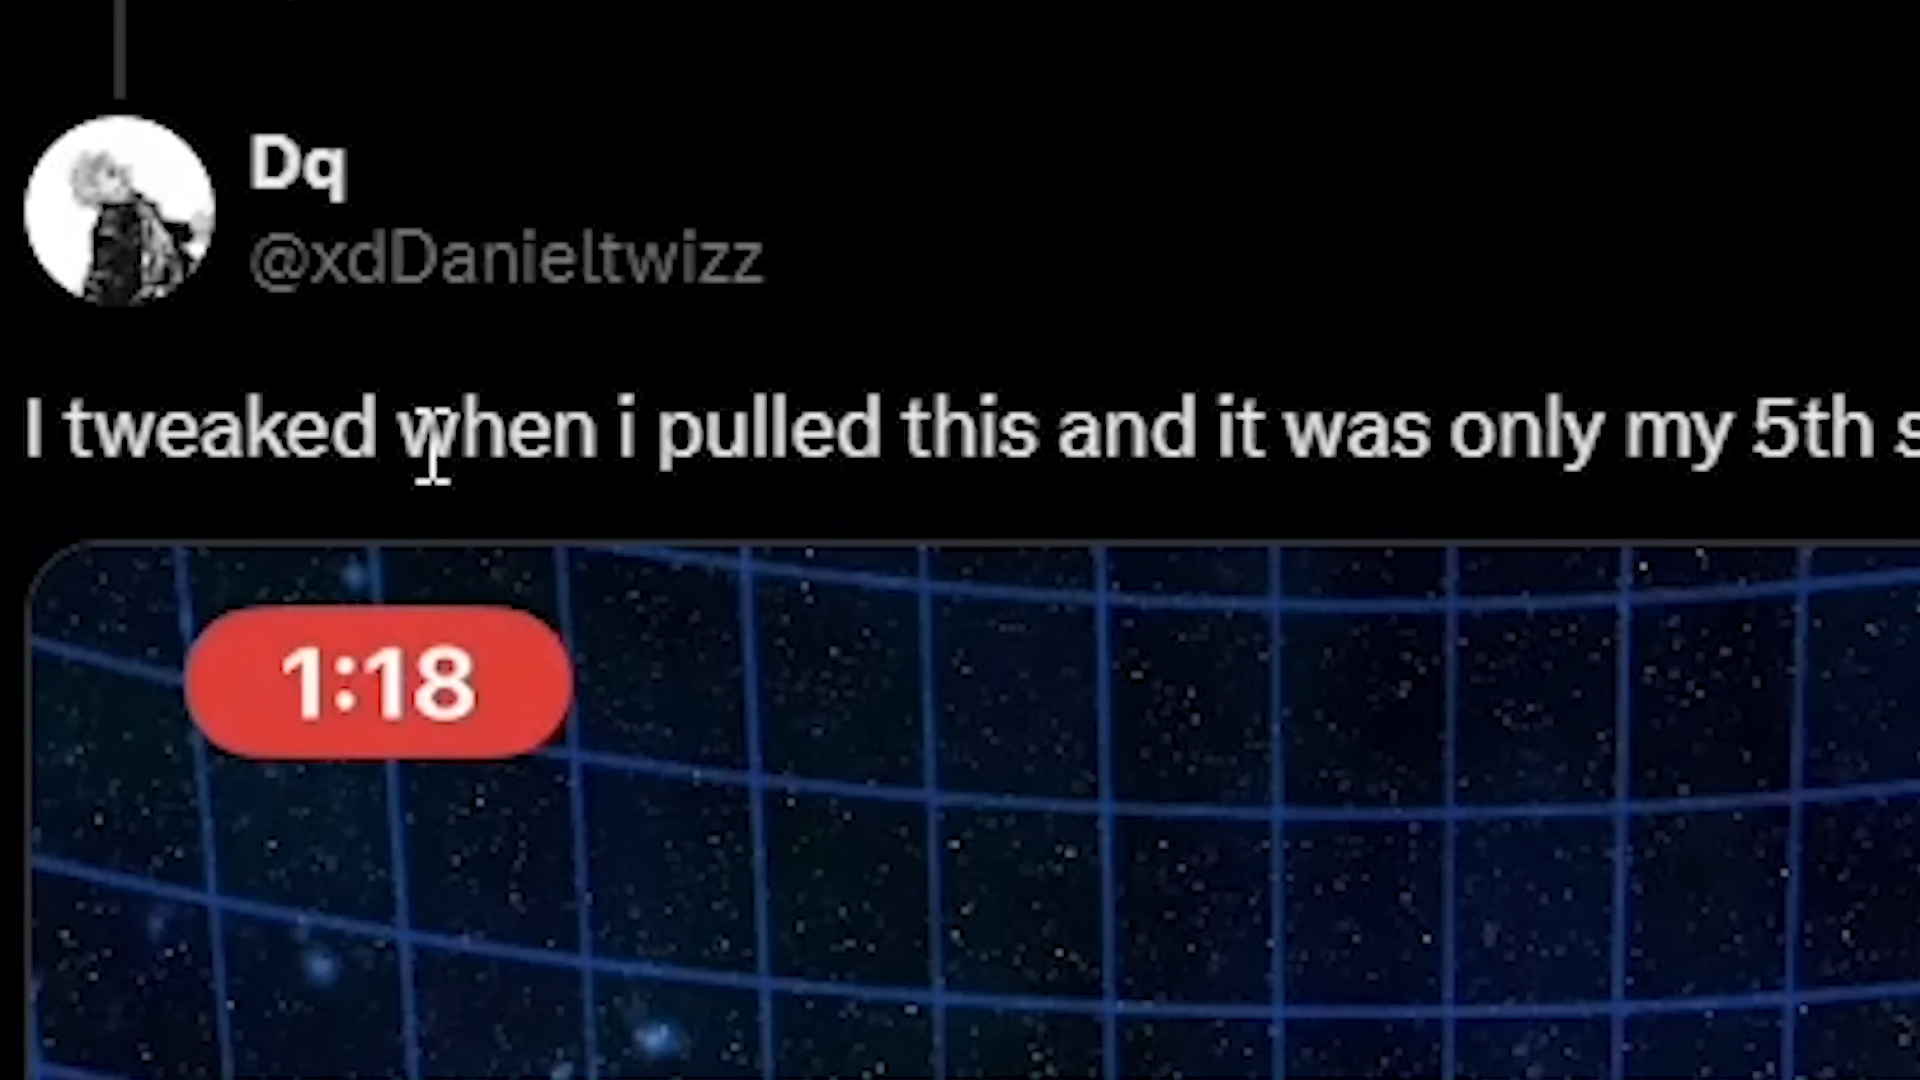 Dq
@xdDanieltwizz
I tweaked when i pulled this and it was only my 5th
1:18